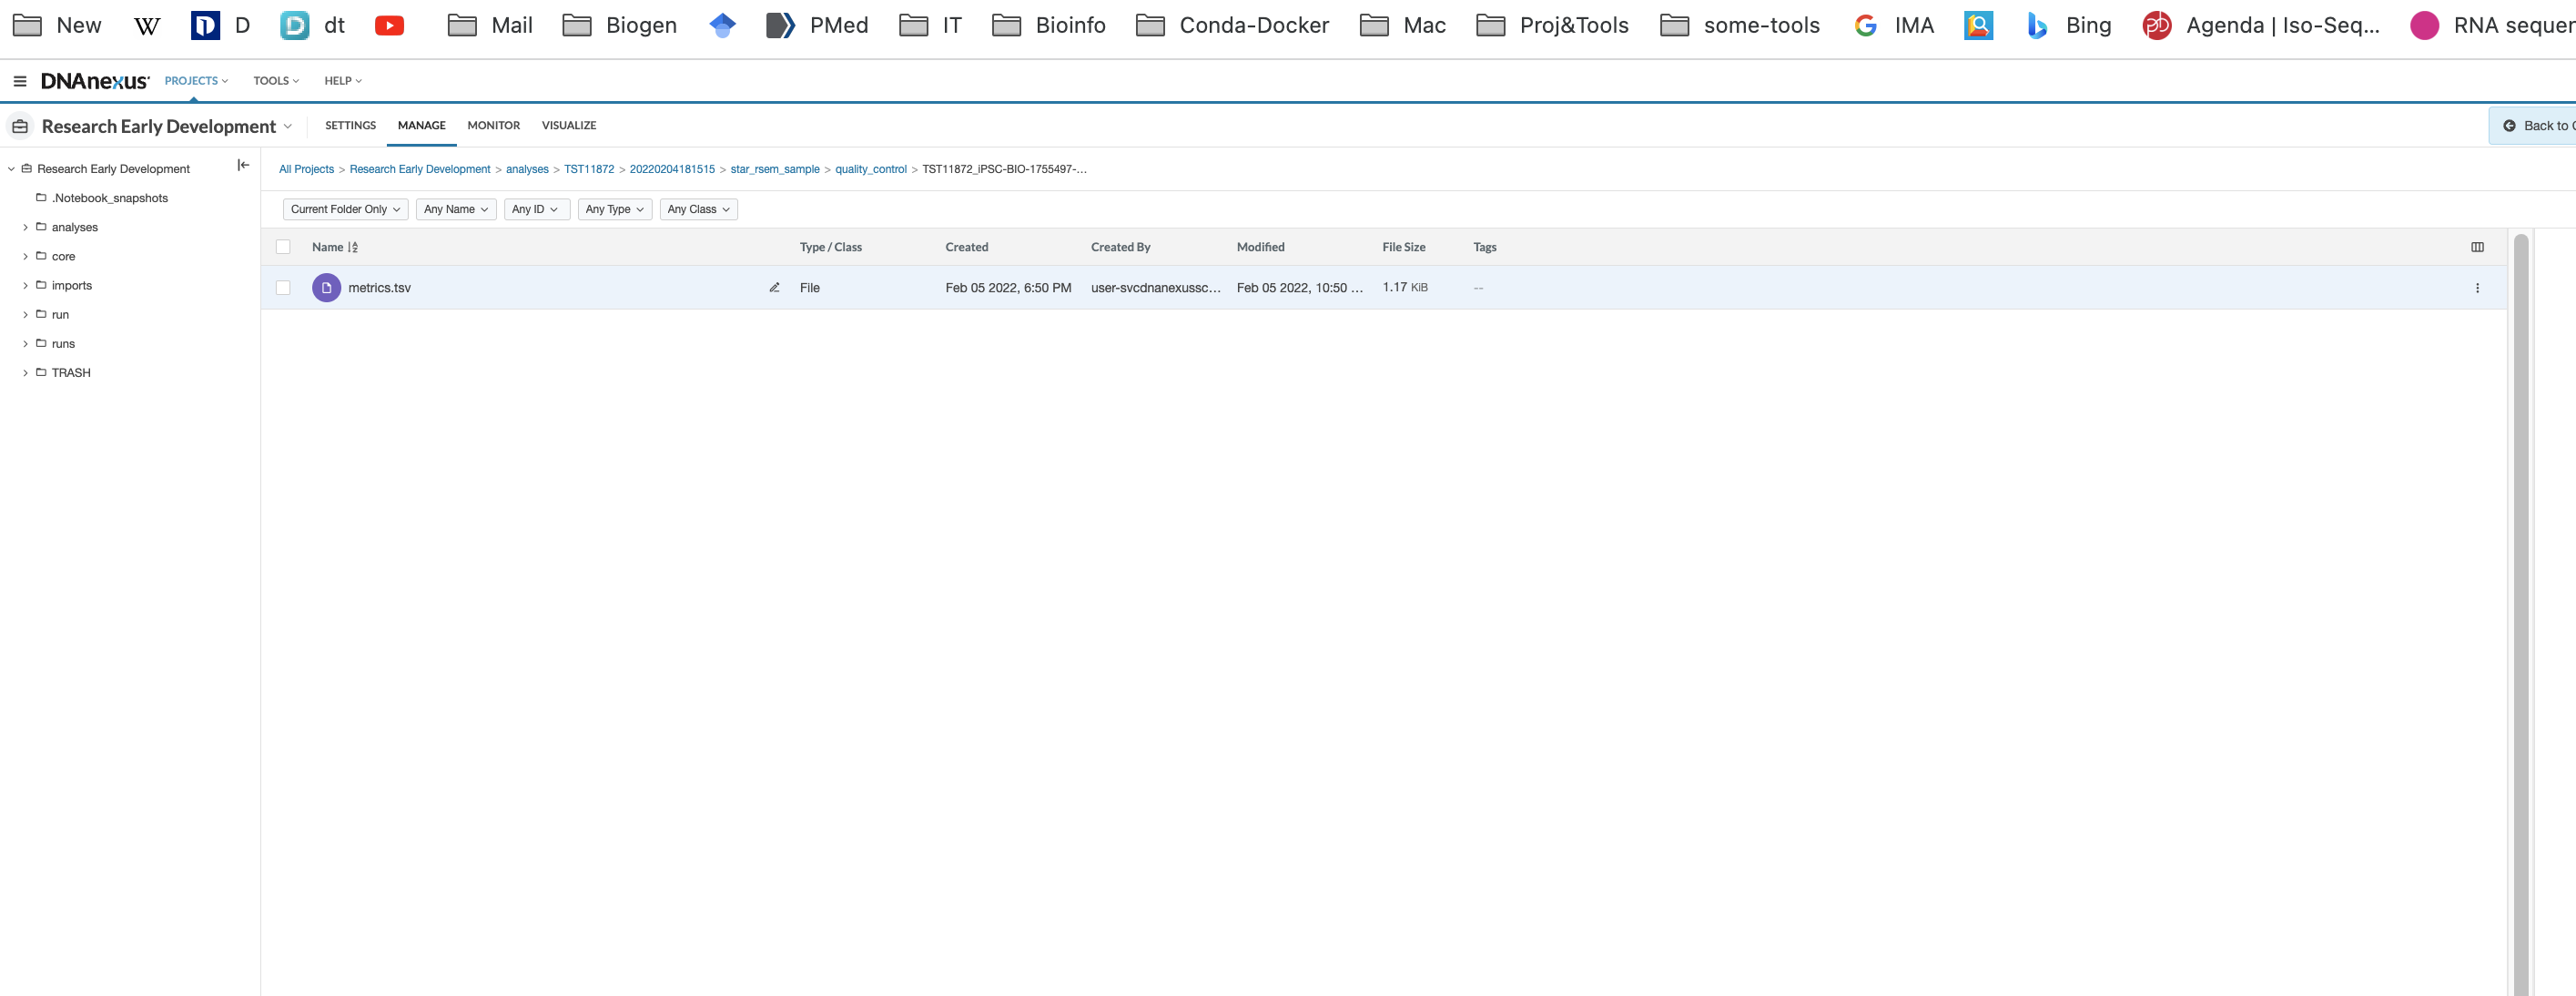 New D dt Mail Biogen PMed IT Bioinfo Conda-Docker Mac Proj&Tools some-tools IMA Bing Agenda | Iso-Seq... RNA sequen
DNAnexus PROJECTS TOOLS HELP
Research Early Development SETTINGS MANAGE MONITOR VISUALIZE Back to
Research Early Development
.Notebook_snapshots
analyses
core
imports
run
runs
TRASH
All Projects > Research Early Development > analyses > TST11872 > 20220204181515 > star_rsem_sample > quality_control > TST11872_iPSC-BIO-1755497-...
Current Folder Only Any Name Any ID Any Type Any Class
Name Type / Class Created Created By Modified File Size Tags
metrics.tsv File Feb 05 2022, 6:50 PM user-svcdnanexussc... Feb 05 2022, 10:50 ... 1.17 KiB --